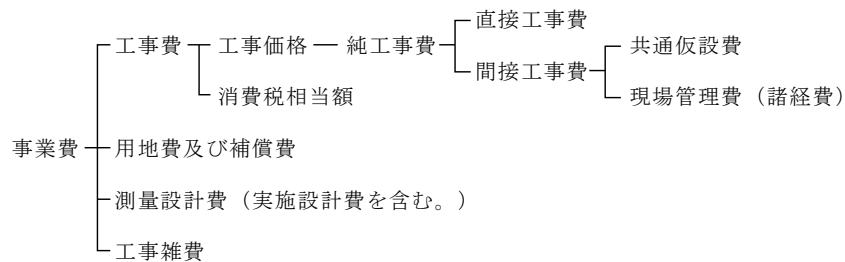 直接工事費
工事費 工事価格 純工事費
共通仮設費
間接工事費
消費税相当額
現場管理費（諸経費）
事業費 用地費及び補償費
測量設計費（実施設計費を含む。）
工事雑費